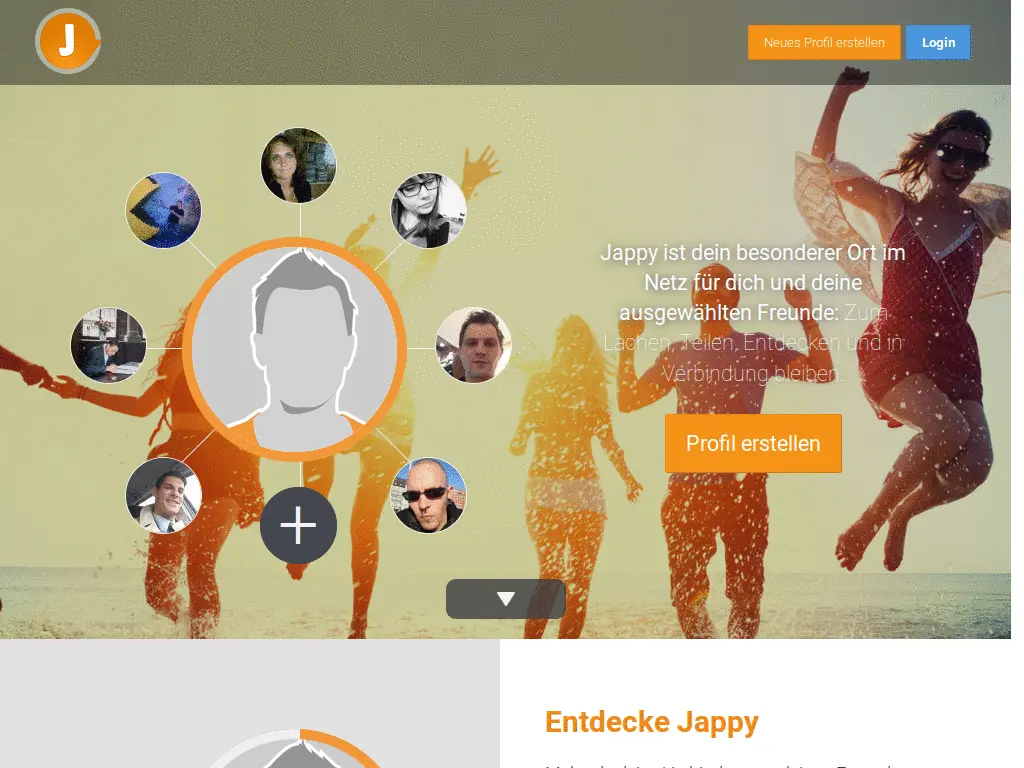 J
Neues Profil erstellen
Login
Jappy ist dein besonderer Ort im
Netz für dich und deine
ausgewählten Freunde: Zum
Lachen, Teilen, Entdecken und in
Verbindung bleiben.
Profil erstellen
Entdecke Jappy